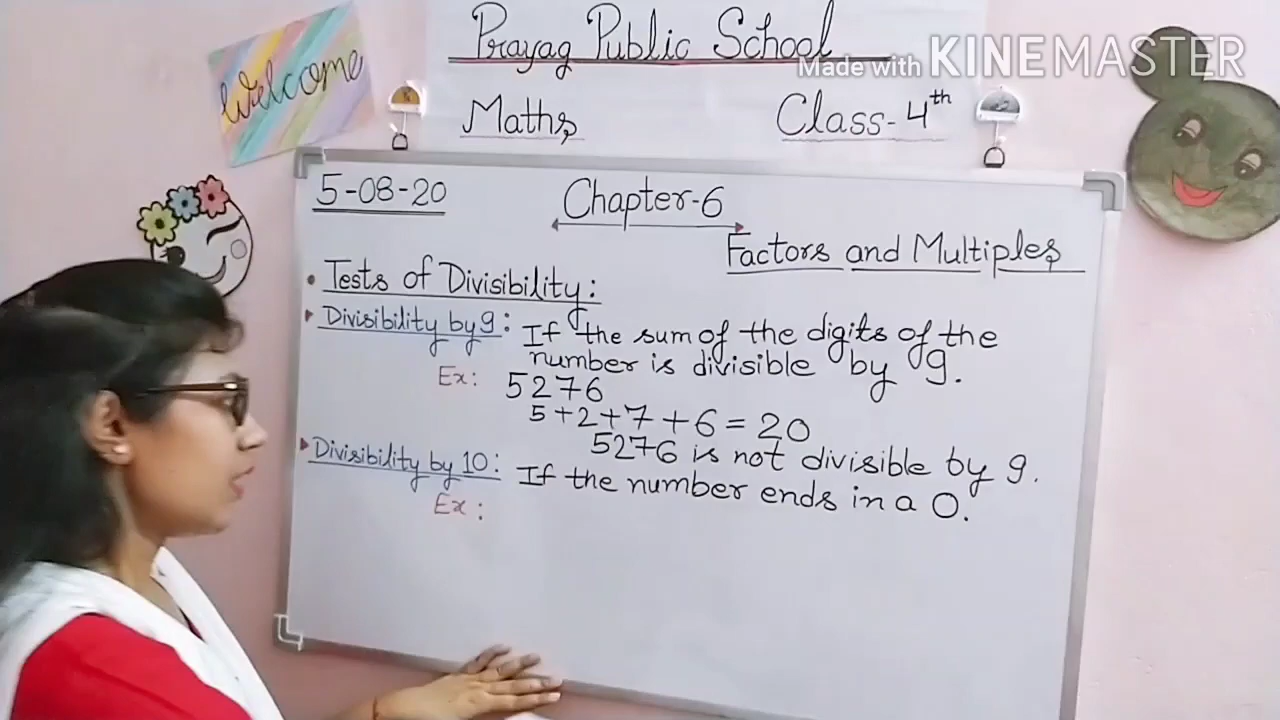 Prayag Public School
Made with KINEMASTER
Welcome
Maths
Class-4th
5-08-20
Chapter-6
Factors and Multiples
• Tests of Divisibility:
Divisibility by 9: If the sum of the digits of the
number is divisible by 9.
Ex: 5276
5+2+7+6=20
5276 is not divisible by 9.
Divisibility by 10: If the number ends in a 0.
Ex: